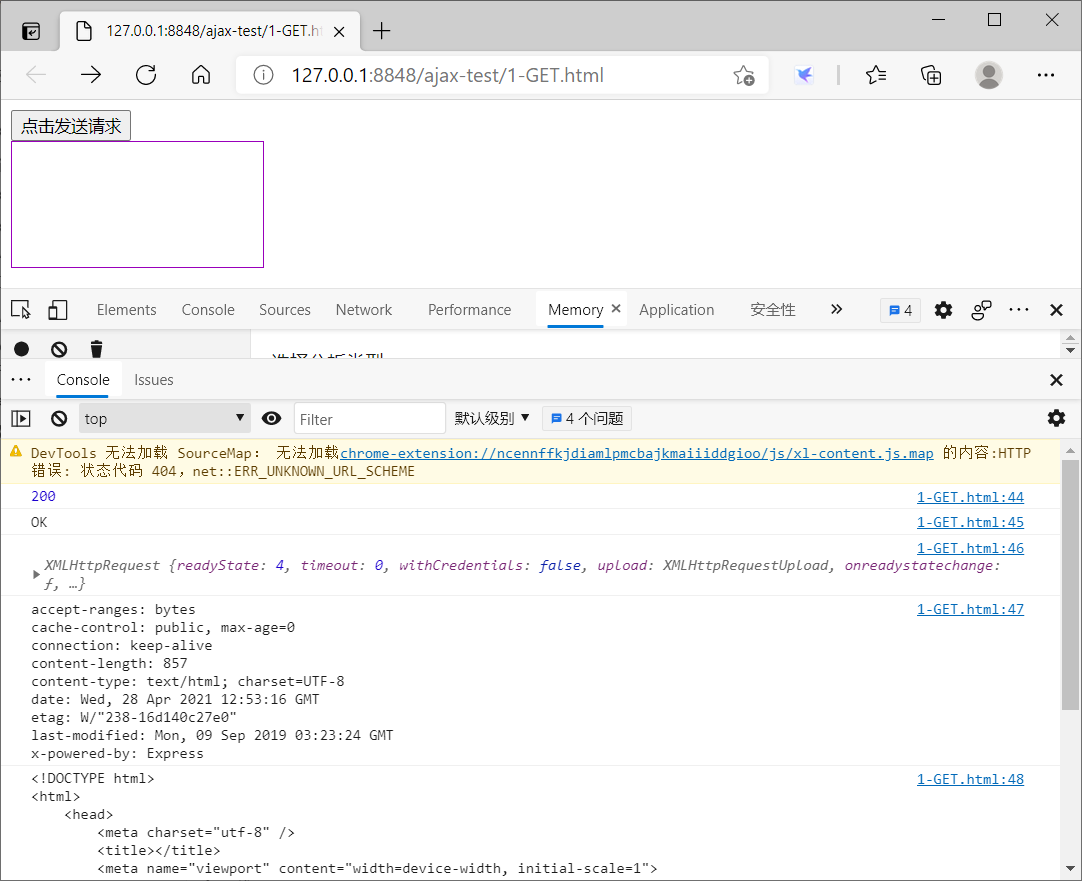 127.0.0.1:8848/ajax-test/1-GET.h
127.0.0.1:8848/ajax-test/1-GET.html
点击发送请求
Elements Console Sources Network Performance Memory Application 安全性 4
选择分析类型
Console Issues
top Filter 默认级别 4 个问题
DevTools 无法加载 SourceMap: 无法加载chrome-extension://ncennffkjdiamlpmcbajkmaiiiddgioo/js/xl-content.js.map 的内容:HTTP
错误: 状态代码 404，net::ERR_UNKNOWN_URL_SCHEME
200 1-GET.html:44
OK 1-GET.html:45
1-GET.html:46
XMLHttpRequest {readyState: 4, timeout: 0, withCredentials: false, upload: XMLHttpRequestUpload, onreadystatechange:
ƒ, …}
accept-ranges: bytes 1-GET.html:47
cache-control: public, max-age=0
connection: keep-alive
content-length: 857
content-type: text/html; charset=UTF-8
date: Wed, 28 Apr 2021 12:53:16 GMT
etag: W/"238-16d140c27e0"
last-modified: Mon, 09 Sep 2019 03:23:24 GMT
x-powered-by: Express
<!DOCTYPE html> 1-GET.html:48
<html>
<head>
<meta charset="utf-8" />
<title></title>
<meta name="viewport" content="width=device-width, initial-scale=1">